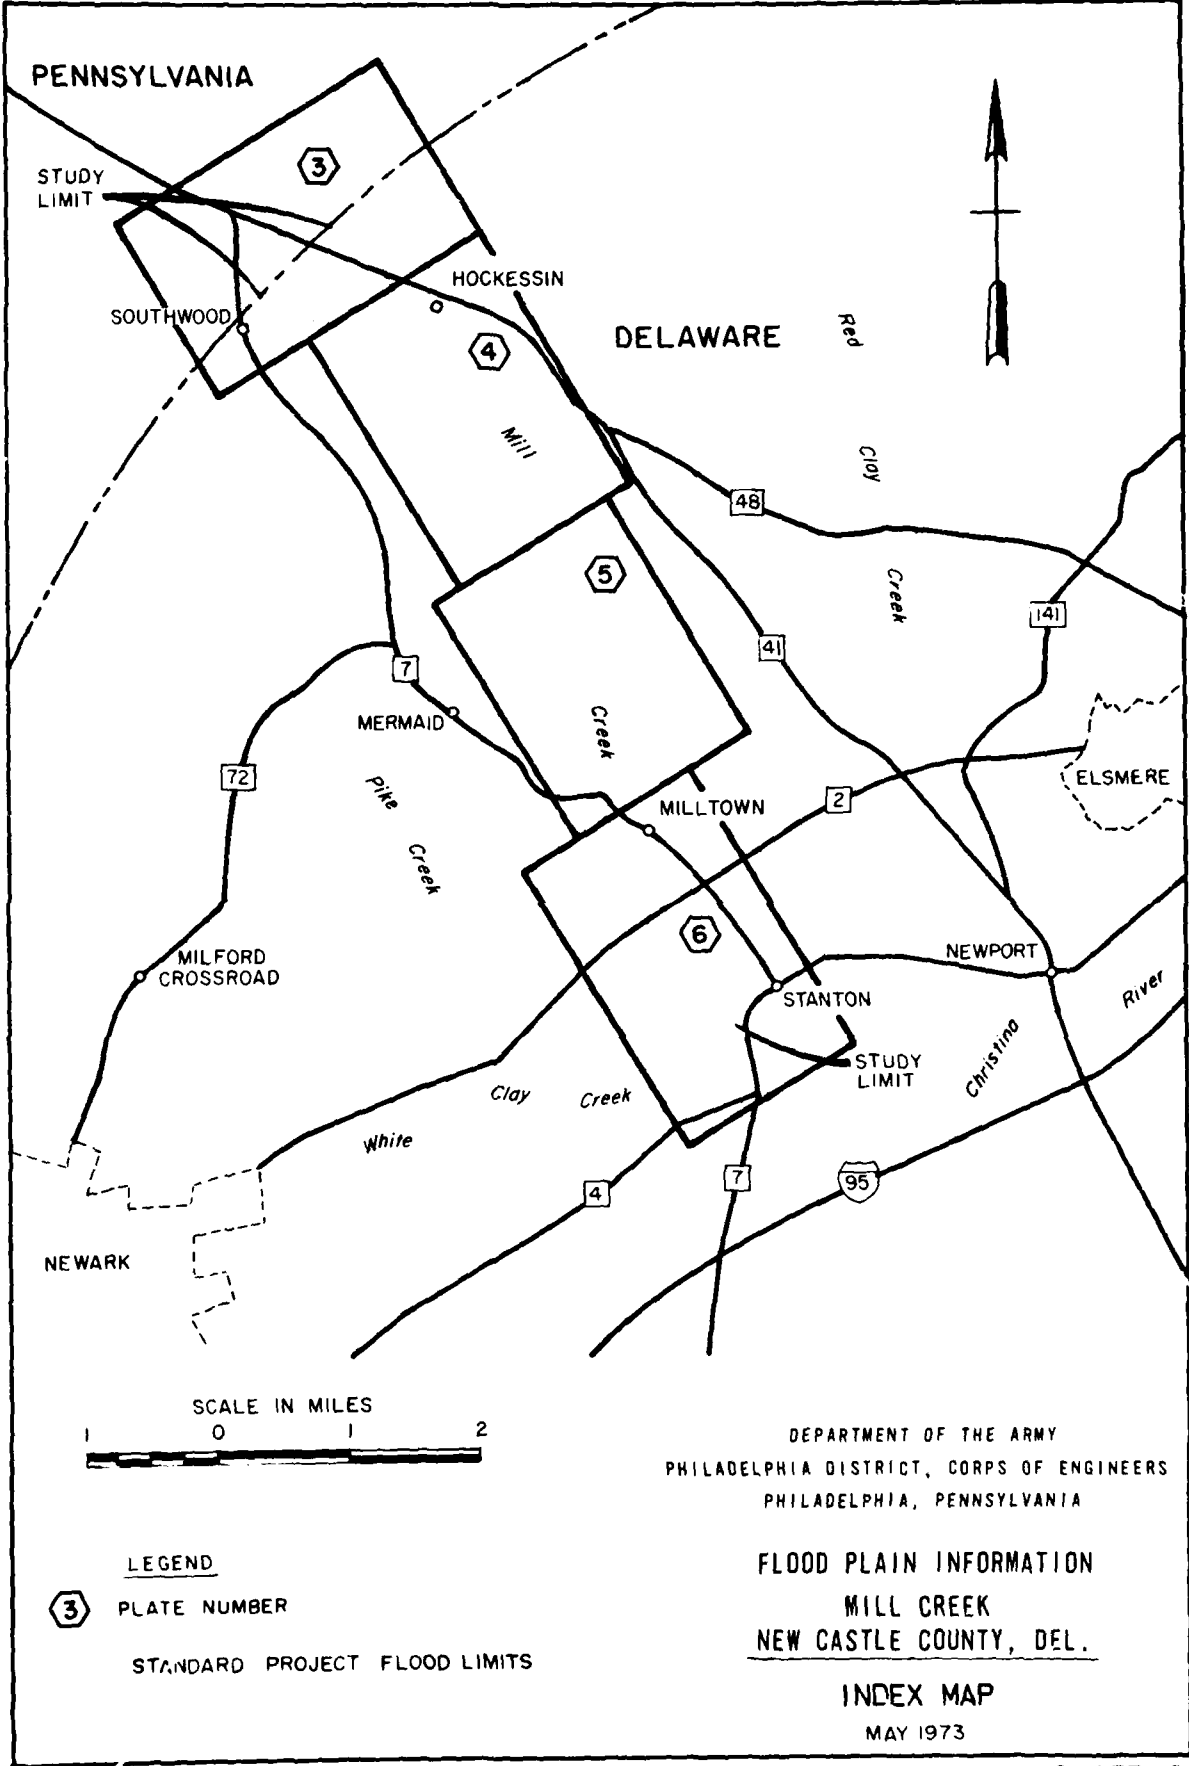 PENNSYLVANIA
3
STUDY
LIMIT
HOCKESSIN
SOUTHWOOD
4
DELAWARE
Red
Mill
Clay
48
5
Creek
141
41
7
MERMAID
Creek
72
Pike
ELSMERE
MILLTOWN
2
Creek
6
MILFORD
CROSSROAD
NEWPORT
STANTON
River
Christina
STUDY
LIMIT
Clay
Creek
White
7
95
4
NEWARK
SCALE IN MILES
1 0 1 2
DEPARTMENT OF THE ARMY
PHILADELPHIA DISTRICT, CORPS OF ENGINEERS
PHILADELPHIA, PENNSYLVANIA
LEGEND
3 PLATE NUMBER
STANDARD PROJECT FLOOD LIMITS
FLOOD PLAIN INFORMATION
MILL CREEK
NEW CASTLE COUNTY, DEL.
INDEX MAP
MAY 1973